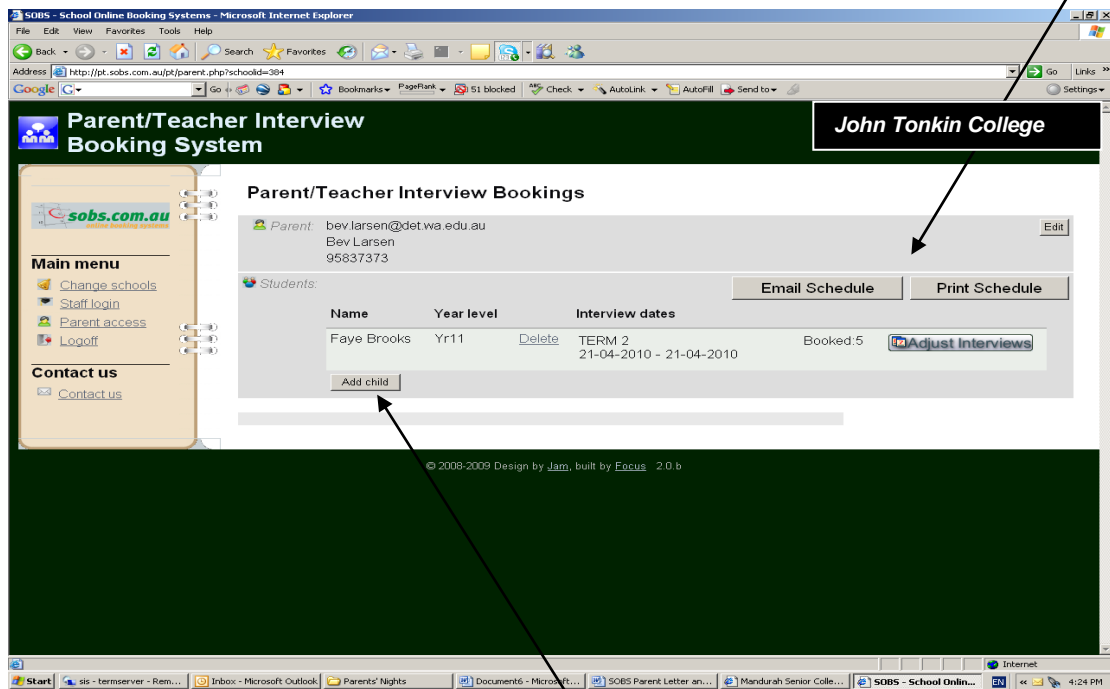 SOBS - School Online Booking Systems - Microsoft Internet Explorer
File Edit View Favorites Tools Help
Back Search Favorites
Address http://pt.sobs.com.au/pt/parent.php?schoolid=384 Go Links »
Google G Go Bookmarks PageRank 51 blocked Check AutoLink AutoFill Send to Settings
Parent/Teacher Interview
Booking System
John Tonkin College
sobs.com.au
online booking systems
Main menu
Change schools
Staff login
Parent access
Logoff
Contact us
Contact us
Parent/Teacher Interview Bookings
Parent: bev.larsen@det.wa.edu.au Edit
Bev Larsen
95837373
Students: Email Schedule Print Schedule
Name Year level Interview dates
Faye Brooks Yr11 Delete TERM 2 Booked:5 Adjust Interviews
21-04-2010 - 21-04-2010
Add child
© 2008-2009 Design by Jam, built by Focus 2.0.b
Internet
Start sis - termserver - Rem... Inbox - Microsoft Outlook Parents' Nights Document6 - Microsoft... SOBS Parent Letter an... Mandurah Senior Colle... SOBS - School Onlin... EN « 4:24 PM